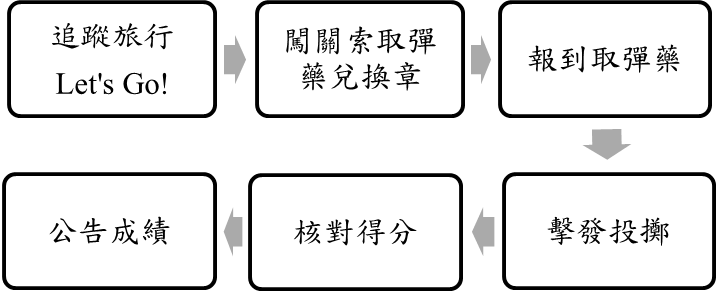 追蹤旅行
Let's Go!
闖關索取彈
藥兌換章
報到取彈藥
擊發投擲
核對得分
公告成績